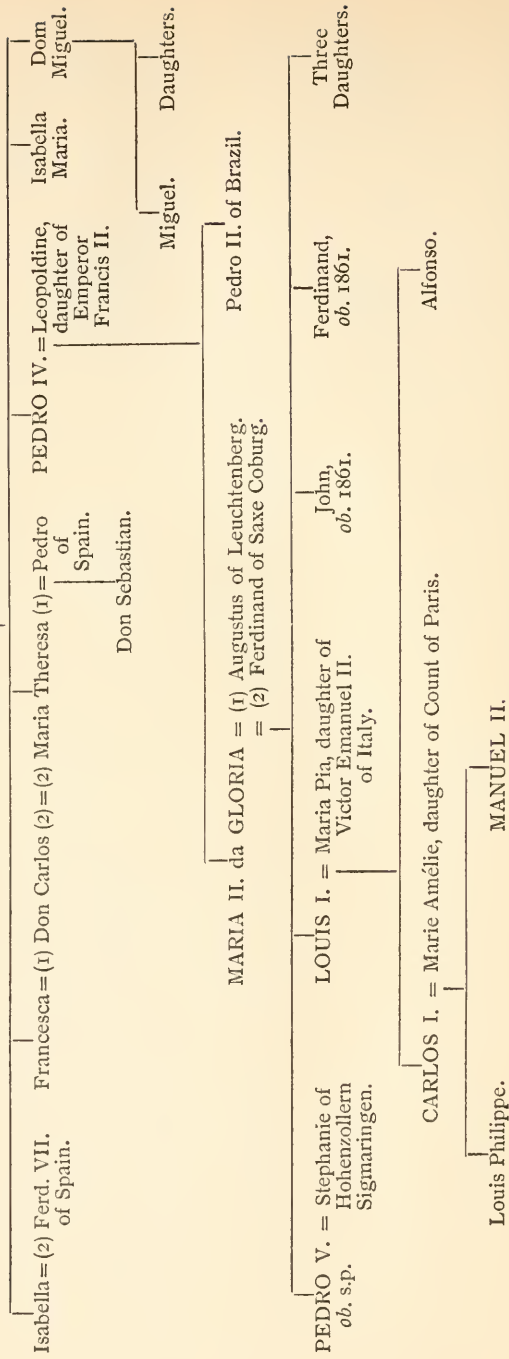 Isabella = (2) Ferd. VII.
of Spain.
Francesca = (1) Don Carlos (2) = (2) Maria Theresa (1) = Pedro
of
Spain.
Don Sebastian.
PEDRO IV. = Leopoldine,
daughter of
Emperor
Francis II.
Isabella
Maria.
Dom
Miguel.
Miguel.
Daughters.
MARIA II. da GLORIA = (1) Augustus of Leuchtenberg.
= (2) Ferdinand of Saxe Coburg.
Pedro II. of Brazil.
PEDRO V. = Stephanie of
ob. s.p. Hohenzollern
Sigmaringen.
LOUIS I. = Maria Pia, daughter of
Victor Emanuel II.
of Italy.
John,
ob. 1861.
Ferdinand,
ob. 1861.
Three
Daughters.
CARLOS I. = Marie Amélie, daughter of Count of Paris.
Alfonso.
Louis Philippe.
MANUEL II.